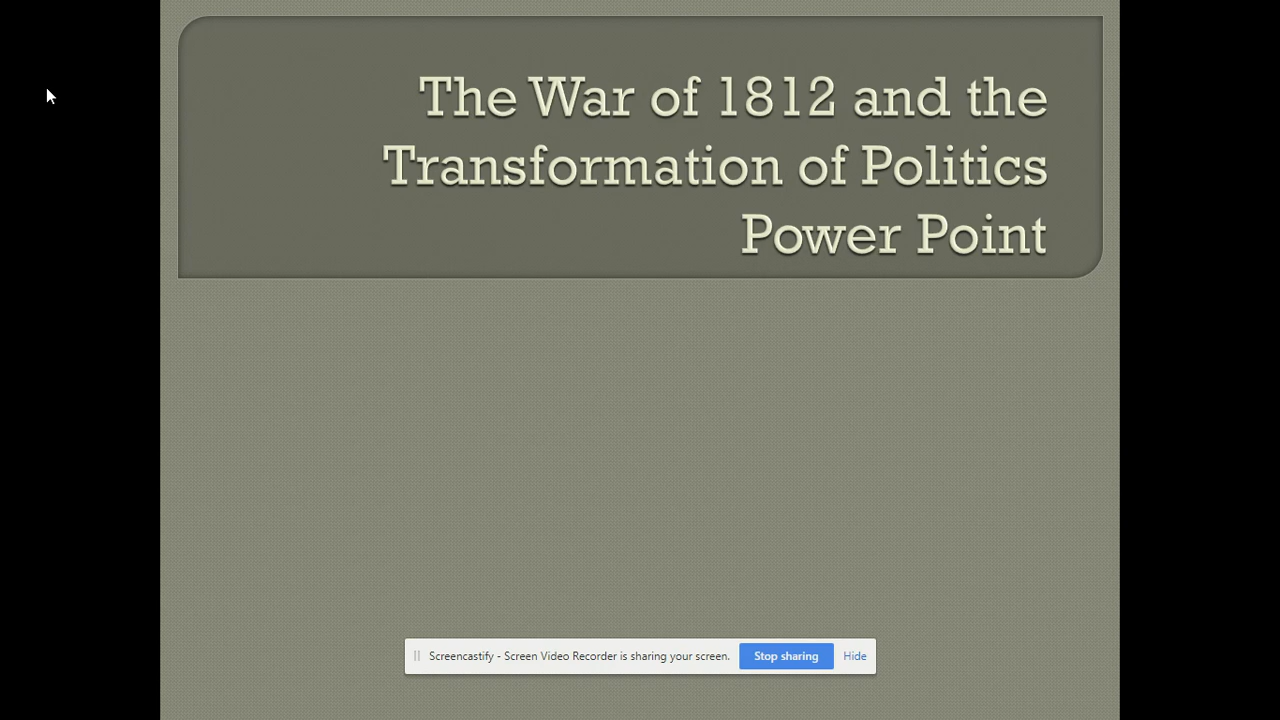 The War of 1812 and the
Transformation of Politics
Power Point
Screencastify - Screen Video Recorder is sharing your screen. Stop sharing Hide